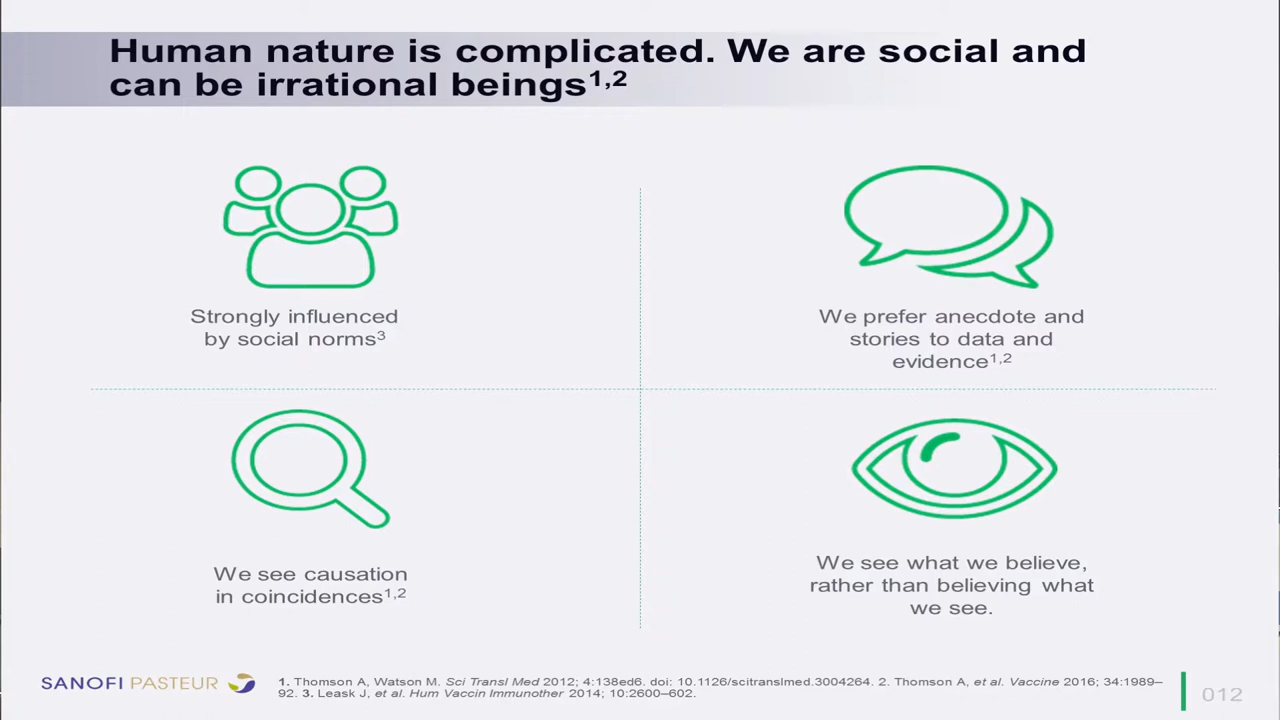 Human nature is complicated. We are social and
can be irrational beings1,2
Strongly influenced
by social norms3
We prefer anecdote and
stories to data and
evidence1,2
We see causation
in coincidences1,2
We see what we believe,
rather than believing what
we see.
SANOFI PASTEUR
1. Thomson A, Watson M. Sci Transl Med 2012; 4:138ed6. doi: 10.1126/scitranslmed.3004264. 2. Thomson A, et al. Vaccine 2016; 34:1989–
92. 3. Leask J, et al. Hum Vaccin Immunother 2014; 10:2600–602.
012